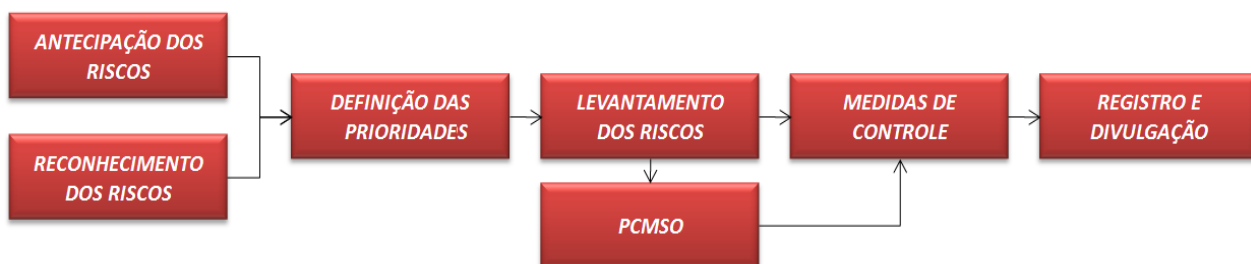 ANTECIPAÇÃO DOS
RISCOS
RECONHECIMENTO
DOS RISCOS
DEFINIÇÃO DAS
PRIORIDADES
LEVANTAMENTO
DOS RISCOS
PCMSO
MEDIDAS DE
CONTROLE
REGISTRO E
DIVULGAÇÃO